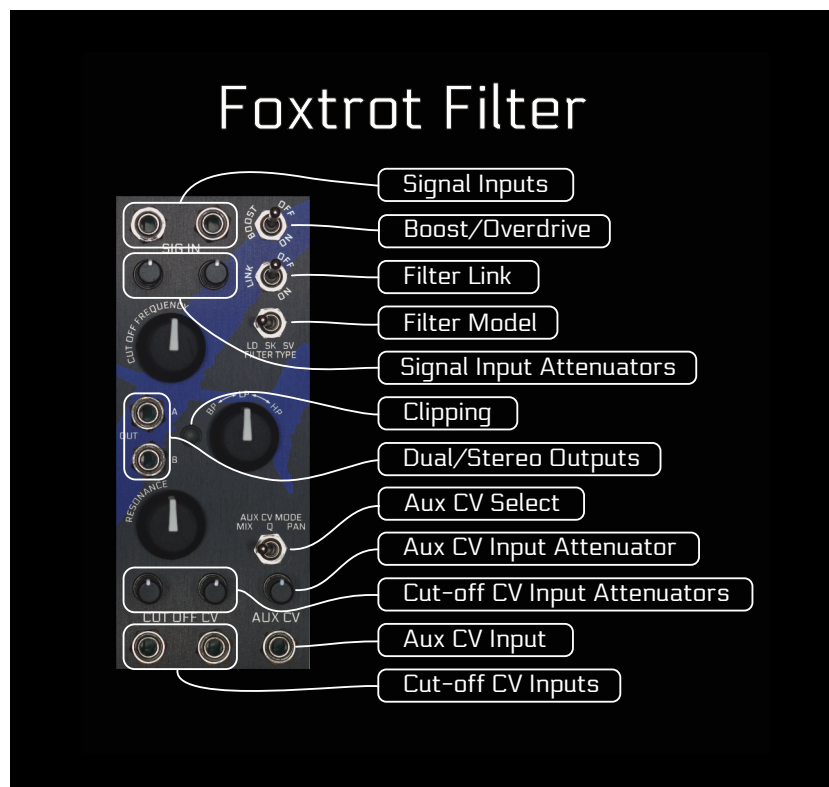 Foxtrot Filter
Signal Inputs
Boost/Overdrive
Filter Link
Filter Model
Signal Input Attenuators
Clipping
Dual/Stereo Outputs
Aux CV Select
Aux CV Input Attenuator
Cut-off CV Input Attenuators
Aux CV Input
Cut-off CV Inputs
SIG IN
BOOST
OFF
ON
LINK
OFF
ON
CUT OFF FREQUENCY
LD SK SV
FILTER TYPE
BP LP HP
A
OUT
B
RESONANCE
AUX CV MODE
MIX Q PAN
CUT OFF CV
AUX CV